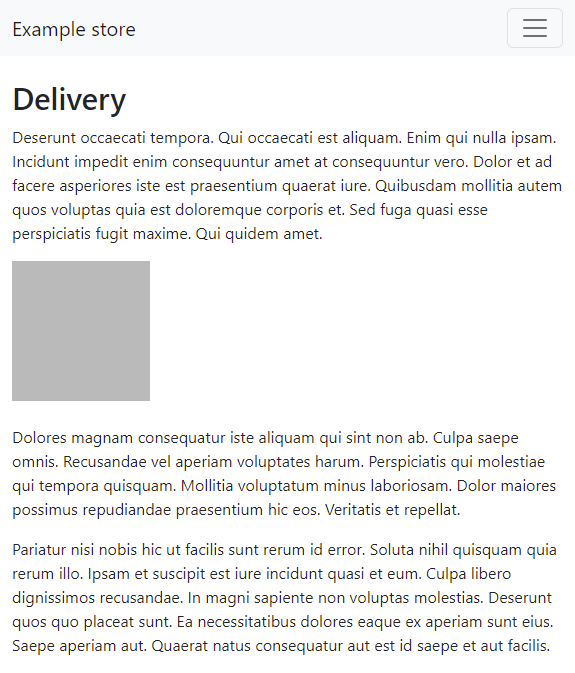 Example store
Delivery
Deserunt occaecati tempora. Qui occaecati est aliquam. Enim qui nulla ipsam.
Incidunt impedit enim consequuntur amet at consequuntur vero. Dolor et ad
facere asperiores iste est praesentium quaerat iure. Quibusdam mollitia autem
quos voluptas quia est doloremque corporis et. Sed fuga quasi esse
perspiciatis fugit maxime. Qui quidem amet.
Dolores magnam consequatur iste aliquam qui sint non ab. Culpa saepe
omnis. Recusandae vel aperiam voluptates harum. Perspiciatis qui molestiae
qui tempora quisquam. Mollitia voluptatum minus laboriosam. Dolor maiores
possimus repudiandae praesentium hic eos. Veritatis et repellat.
Pariatur nisi nobis hic ut facilis sunt rerum id error. Soluta nihil quisquam quia
rerum illo. Ipsam et suscipit est iure incidunt quasi et eum. Culpa libero
dignissimos recusandae. In magni sapiente non voluptas molestias. Deserunt
quos quo placeat sunt. Ea necessitatibus dolores eaque ex aperiam sunt eius.
Saepe aperiam aut. Quaerat natus consequatur aut est id saepe et aut facilis.